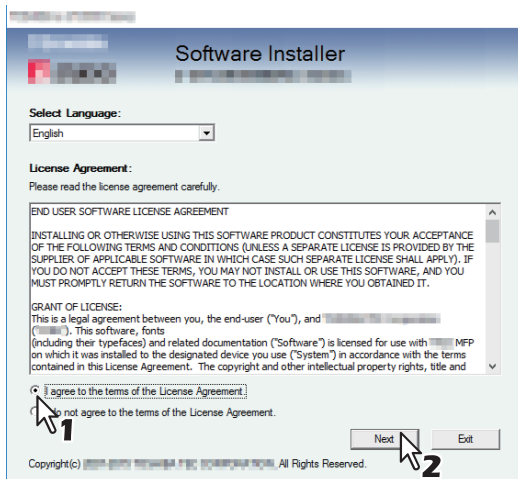 Software Installer
Select Language:
English
License Agreement:
Please read the license agreement carefully.
END USER SOFTWARE LICENSE AGREEMENT
INSTALLING OR OTHERWISE USING THIS SOFTWARE PRODUCT CONSTITUTES YOUR ACCEPTANCE
OF THE FOLLOWING TERMS AND CONDITIONS (UNLESS A SEPARATE LICENSE IS PROVIDED BY THE
SUPPLIER OF APPLICABLE SOFTWARE IN WHICH CASE SUCH SEPARATE LICENSE SHALL APPLY). IF
YOU DO NOT ACCEPT THESE TERMS, YOU MAY NOT INSTALL OR USE THIS SOFTWARE, AND YOU
MUST PROMPTLY RETURN THE SOFTWARE TO THE LOCATION WHERE YOU OBTAINED IT.
GRANT OF LICENSE:
This is a legal agreement between you, the end-user ("You"), and
(" "). This software, fonts
(including their typefaces) and related documentation ("Software") is licensed for use with MFP
on which it was installed to the designated device you use ("System") in accordance with the terms
contained in this License Agreement. The copyright and other intellectual property rights, title and
I agree to the terms of the License Agreement.
do not agree to the terms of the License Agreement.
1
Next Exit
2
Copyright(c) All Rights Reserved.